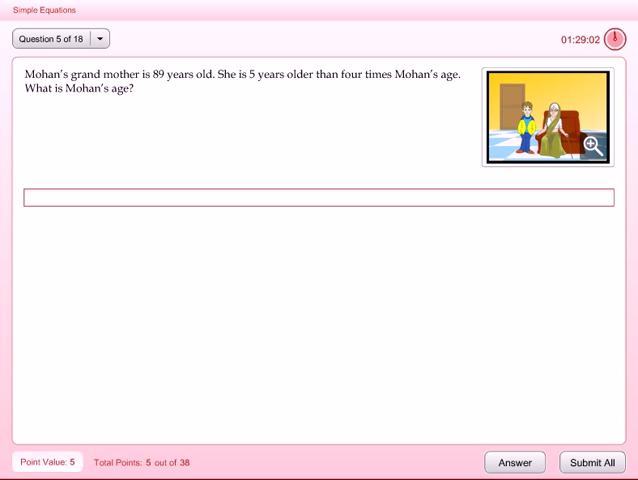 Simple Equations
Question 5 of 18
01:29:02
Mohan's grand mother is 89 years old. She is 5 years older than four times Mohan's age.
What is Mohan's age?
Point Value: 5
Total Points: 5 out of 38
Answer
Submit All